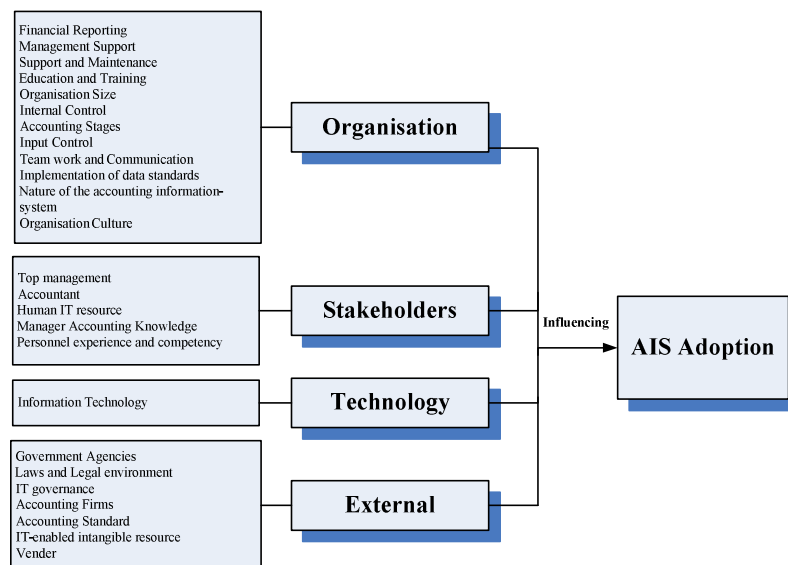 Financial Reporting
Management Support
Support and Maintenance
Education and Training
Organisation Size
Internal Control
Accounting Stages
Input Control
Team work and Communication
Implementation of data standards
Nature of the accounting information-
system
Organisation Culture
Organisation
Top management
Accountant
Human IT resource
Manager Accounting Knowledge
Personnel experience and competency
Stakeholders
Information Technology
Technology
Government Agencies
Laws and Legal environment
IT governance
Accounting Firms
Accounting Standard
IT-enabled intangible resource
Vender
External
Influencing
AIS Adoption